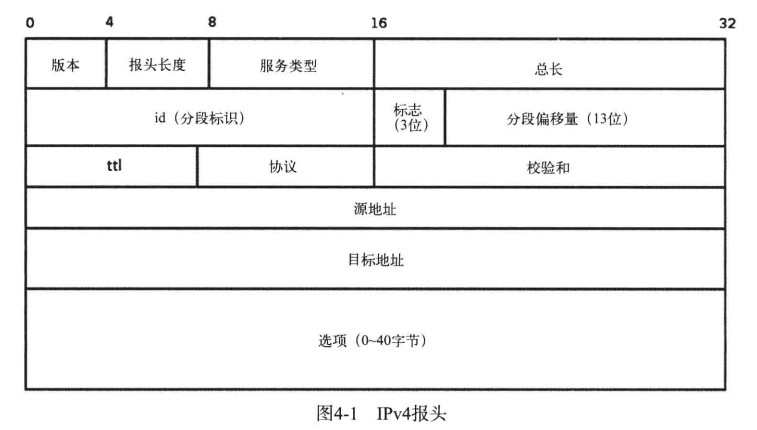 0 4 8 16 32
版本 报头长度 服务类型 总长
id（分段标识） 标志（3位） 分段偏移量（13位）
ttl 协议 校验和
源地址
目标地址
选项（0~40字节）
图4-1 IPv4报头